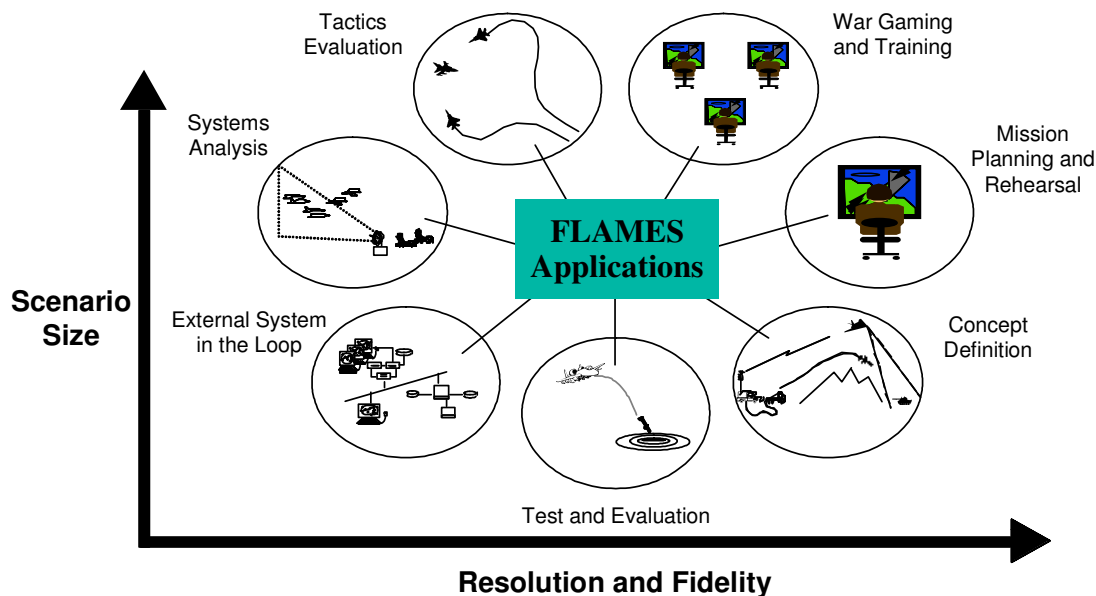 Tactics
Evaluation
War Gaming
and Training
Systems
Analysis
Mission
Planning and
Rehearsal
FLAMES
Applications
Scenario
Size
External System
in the Loop
Concept
Definition
Test and Evaluation
Resolution and Fidelity